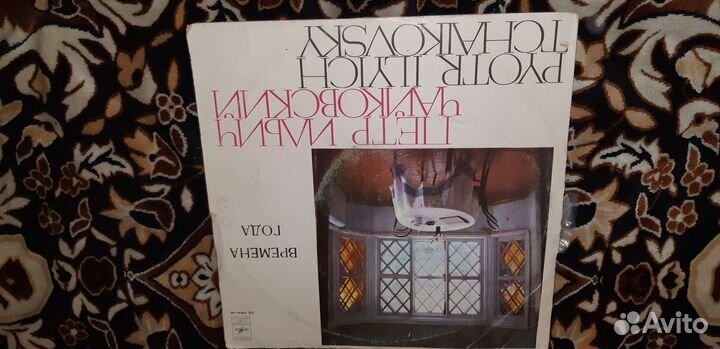 ПЕТР ИЛЬИЧ
ЧАЙКОВСКИЙ
PYOTR ILYICH
TCHAIKOVSKY
ВРЕМЕНА
ГОДА
Avito